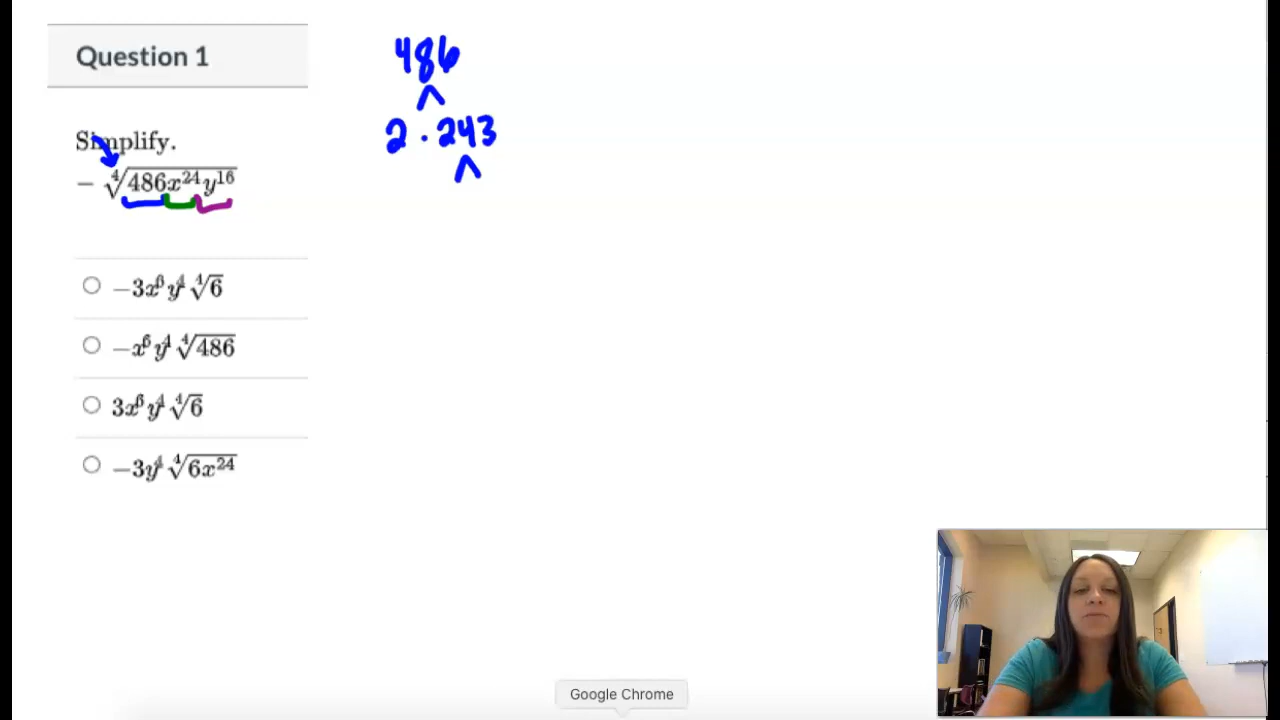 Question 1
Simplify.
− ∜486x²⁴y¹⁶
−3x⁶y⁴ ∜6
−x⁶y⁴ ∜486
3x⁶y⁴ ∜6
−3y⁴ ∜6x²⁴
486
2 · 243
Google Chrome